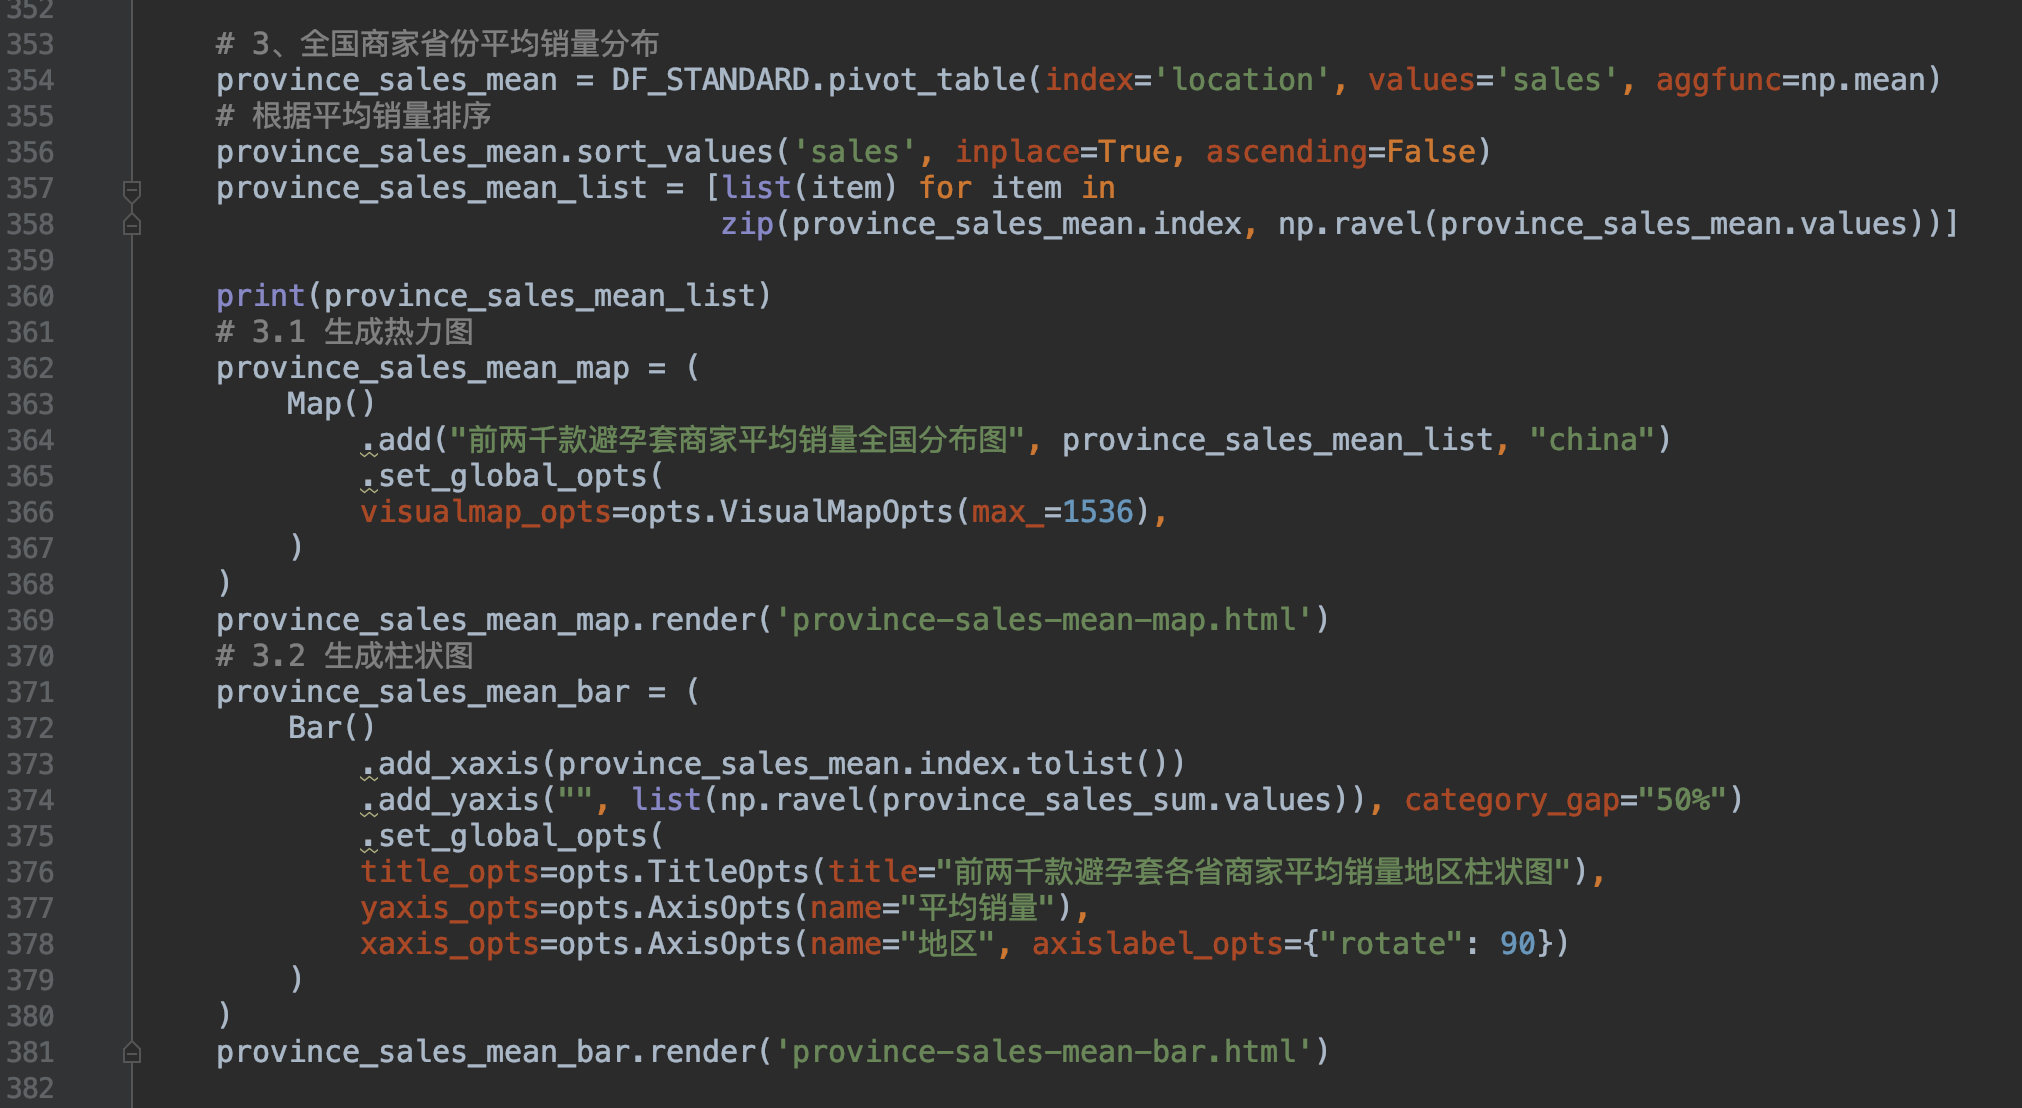 352
353 # 3、全国商家省份平均销量分布
354 province_sales_mean = DF_STANDARD.pivot_table(index='location', values='sales', aggfunc=np.mean)
355 # 根据平均销量排序
356 province_sales_mean.sort_values('sales', inplace=True, ascending=False)
357 province_sales_mean_list = [list(item) for item in
358 zip(province_sales_mean.index, np.ravel(province_sales_mean.values))]
359
360 print(province_sales_mean_list)
361 # 3.1 生成热力图
362 province_sales_mean_map = (
363 Map()
364 .add("前两千款避孕套商家平均销量全国分布图", province_sales_mean_list, "china")
365 .set_global_opts(
366 visualmap_opts=opts.VisualMapOpts(max_=1536),
367 )
368 )
369 province_sales_mean_map.render('province-sales-mean-map.html')
370 # 3.2 生成柱状图
371 province_sales_mean_bar = (
372 Bar()
373 .add_xaxis(province_sales_mean.index.tolist())
374 .add_yaxis("", list(np.ravel(province_sales_sum.values)), category_gap="50%")
375 .set_global_opts(
376 title_opts=opts.TitleOpts(title="前两千款避孕套各省商家平均销量地区柱状图"),
377 yaxis_opts=opts.AxisOpts(name="平均销量"),
378 xaxis_opts=opts.AxisOpts(name="地区", axislabel_opts={"rotate": 90})
379 )
380 )
381 province_sales_mean_bar.render('province-sales-mean-bar.html')
382